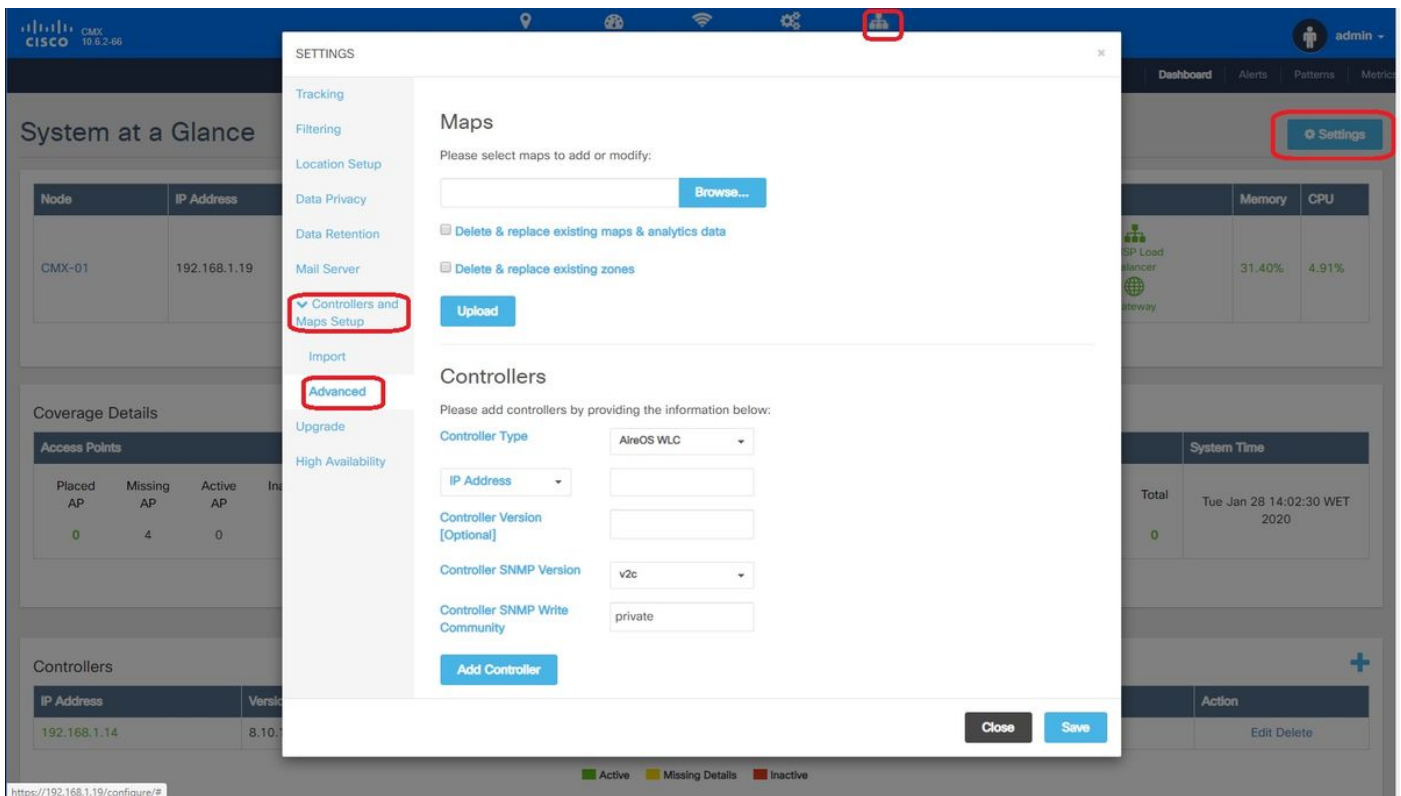 CISCO CMX
10.6.2-66
admin
Dashboard Alerts Patterns Metrics
System at a Glance
Settings
SETTINGS
×
Tracking
Filtering
Location Setup
Data Privacy
Data Retention
Mail Server
Controllers and
Maps Setup
Import
Advanced
Upgrade
High Availability
Maps
Please select maps to add or modify:
Browse...
Delete & replace existing maps & analytics data
Delete & replace existing zones
Upload
Controllers
Please add controllers by providing the information below:
Controller Type AireOS WLC
IP Address
Controller Version
[Optional]
Controller SNMP Version v2c
Controller SNMP Write
Community
private
Add Controller
Close Save
Node IP Address Memory CPU
CMX-01 192.168.1.19 31.40% 4.91%
Load
Coverage Details
Access Points System Time
Placed
AP
Missing
AP
Active
AP
Total
0 4 0 0
Tue Jan 28 14:02:30 WET
2020
Controllers
IP Address Action
192.168.1.14 8.10. Edit Delete
Active Missing Details Inactive
https://192.168.1.19/configure/#